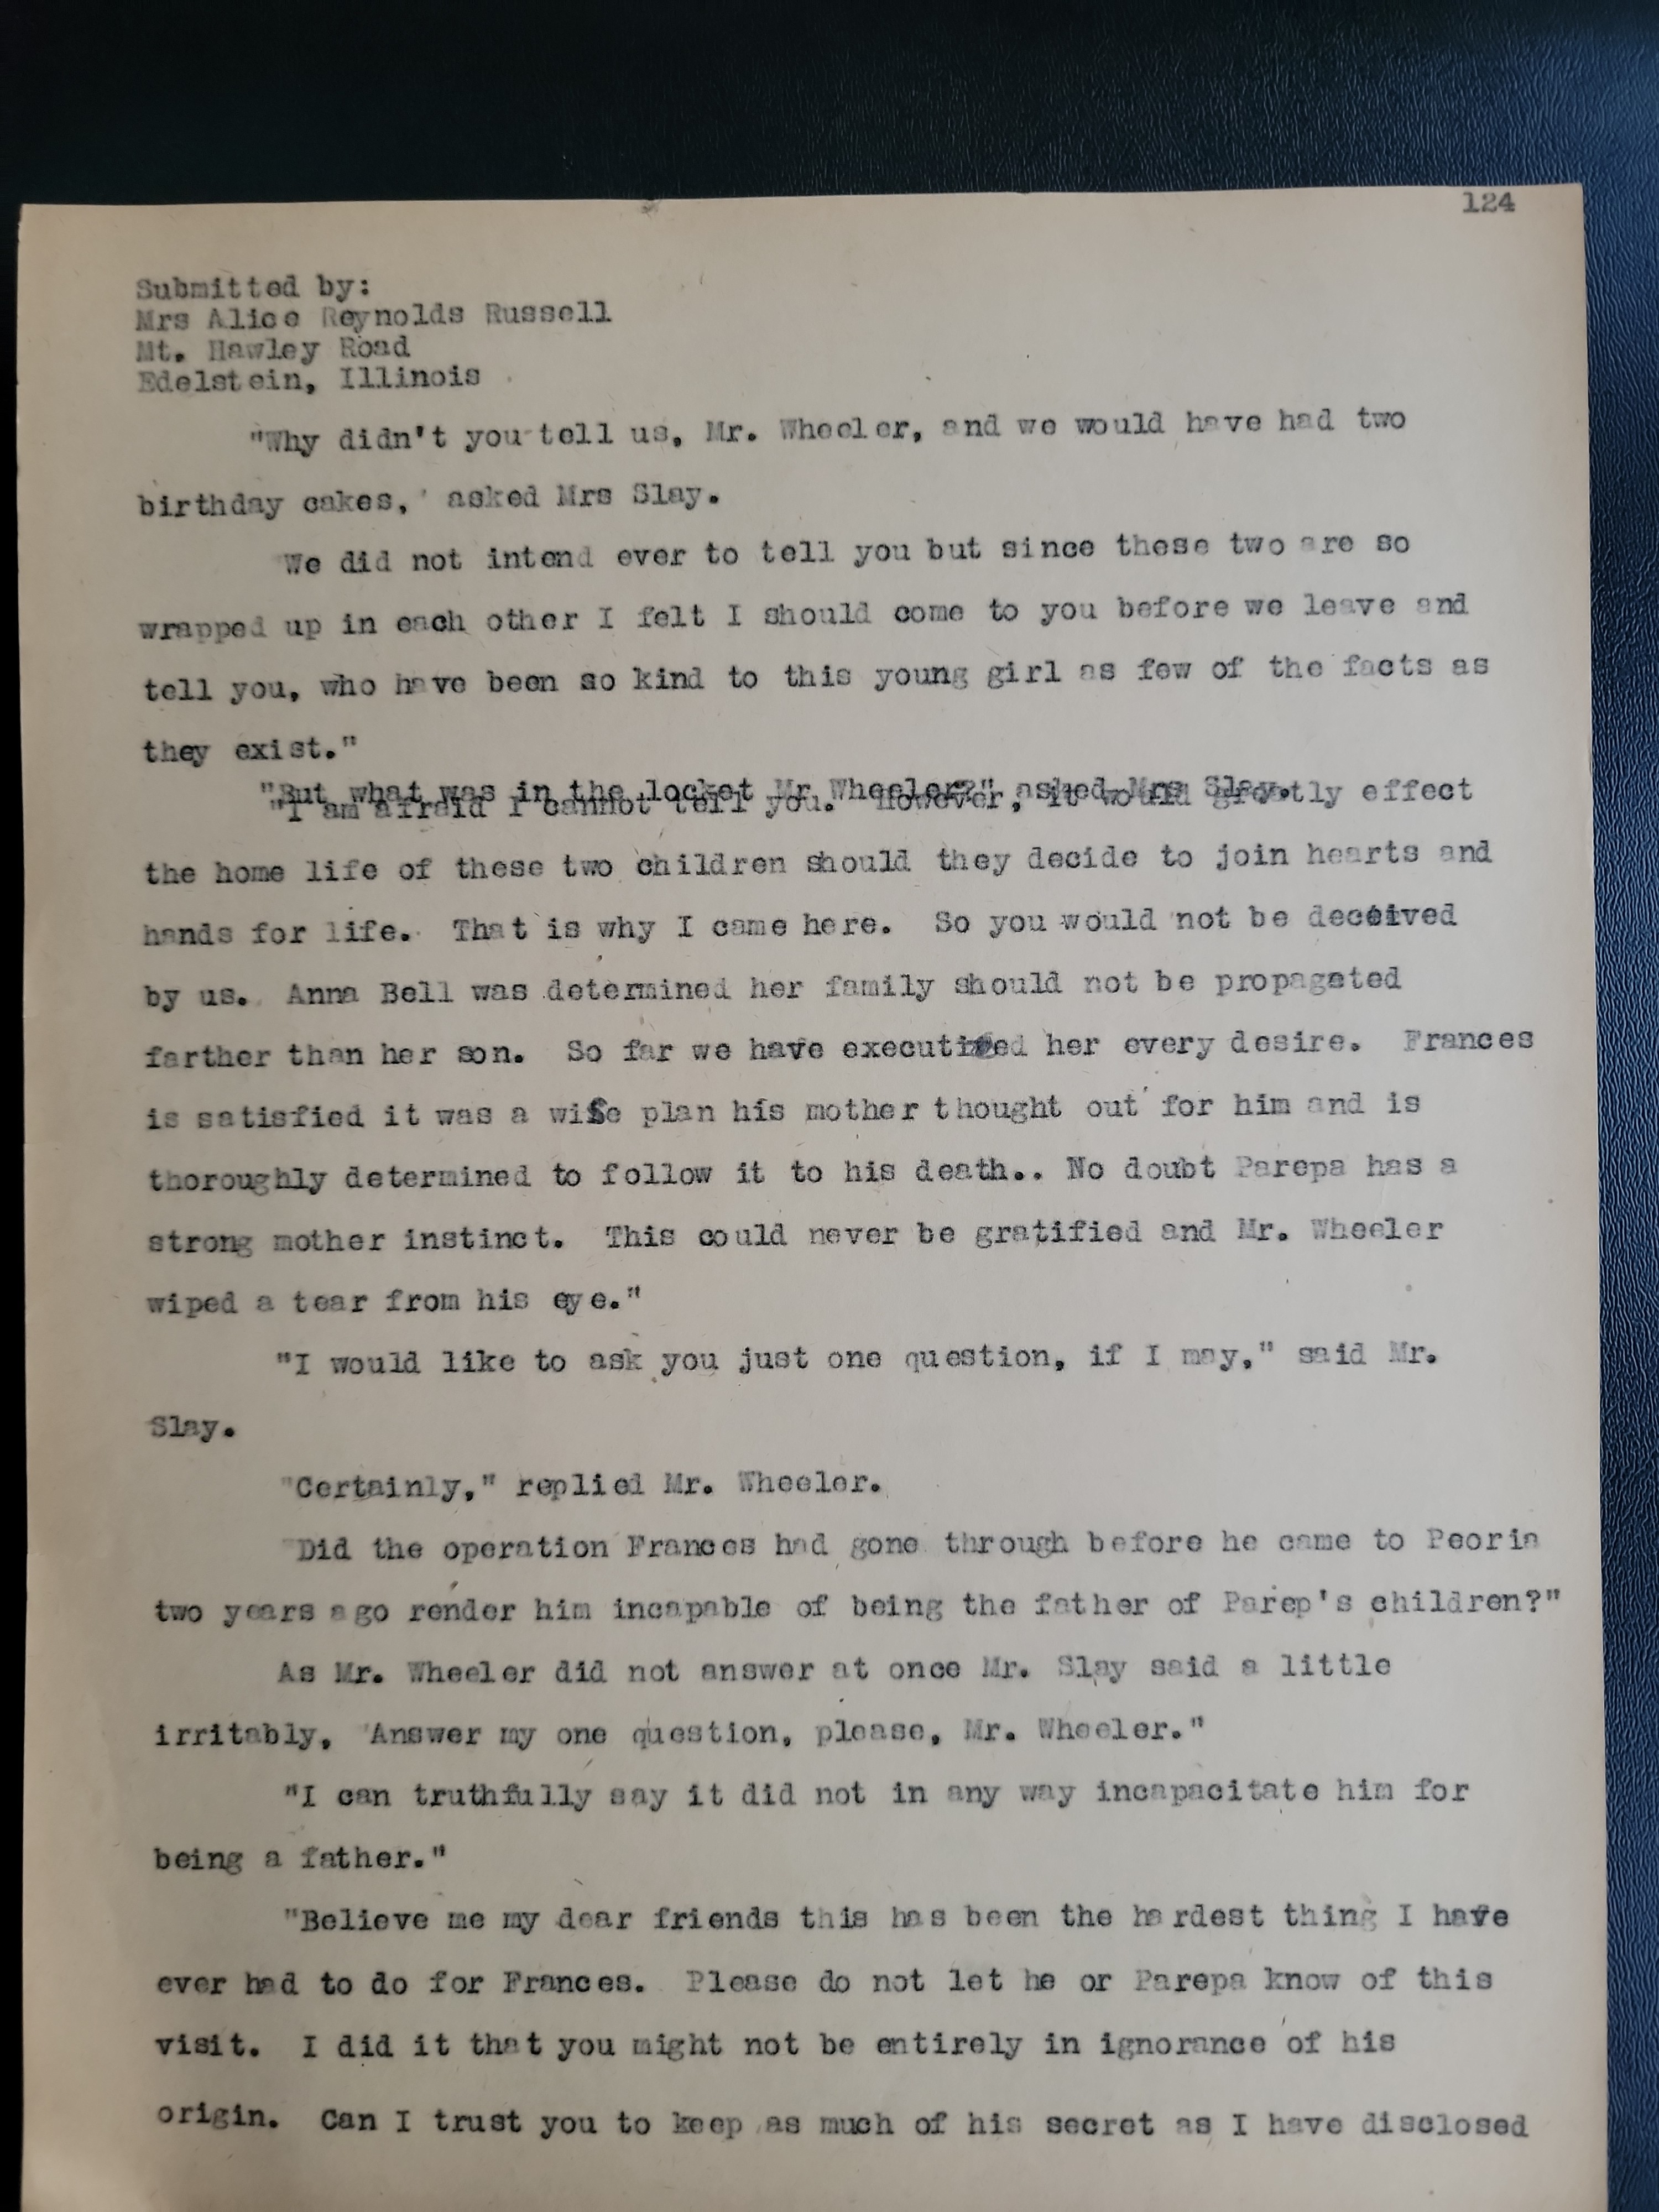 124
Submitted by:
Mrs Alice Reynolds Russell
Mt. Hawley Road
Edelstein, Illinois
"Why didn't you tell us, Mr. Wheeler, and we would have had two
birthday cakes,' asked Mrs Slay.
"We did not intend ever to tell you but since these two are so
wrapped up in each other I felt I should come to you before we leave and
tell you, who have been so kind to this young girl as few of the facts as
they exist."
"But what was in the locket Mr. Wheeler?" asked Mrs Slay.
"I am afraid I cannot tell you. However, it would greatly effect
the home life of these two children should they decide to join hearts and
hands for life. That is why I came here. So you would not be deceived
by us. Anna Bell was determined her family should not be propagated
farther than her son. So far we have executed her every desire. Frances
is satisfied it was a wise plan his mother thought out for him and is
thoroughly determined to follow it to his death.. No doubt Parepa has a
strong mother instinct. This could never be gratified and Mr. Wheeler
wiped a tear from his eye."
"I would like to ask you just one question, if I may," said Mr.
Slay.
"Certainly," replied Mr. Wheeler.
"Did the operation Frances had gone through before he came to Peoria
two years ago render him incapable of being the father of Parep's children?"
As Mr. Wheeler did not answer at once Mr. Slay said a little
irritably, 'Answer my one question, please, Mr. Wheeler."
"I can truthfully say it did not in any way incapacitate him for
being a father."
"Believe me my dear friends this has been the hardest thing I have
ever had to do for Frances. Please do not let he or Parepa know of this
visit. I did it that you might not be entirely in ignorance of his
origin. Can I trust you to keep as much of his secret as I have disclosed